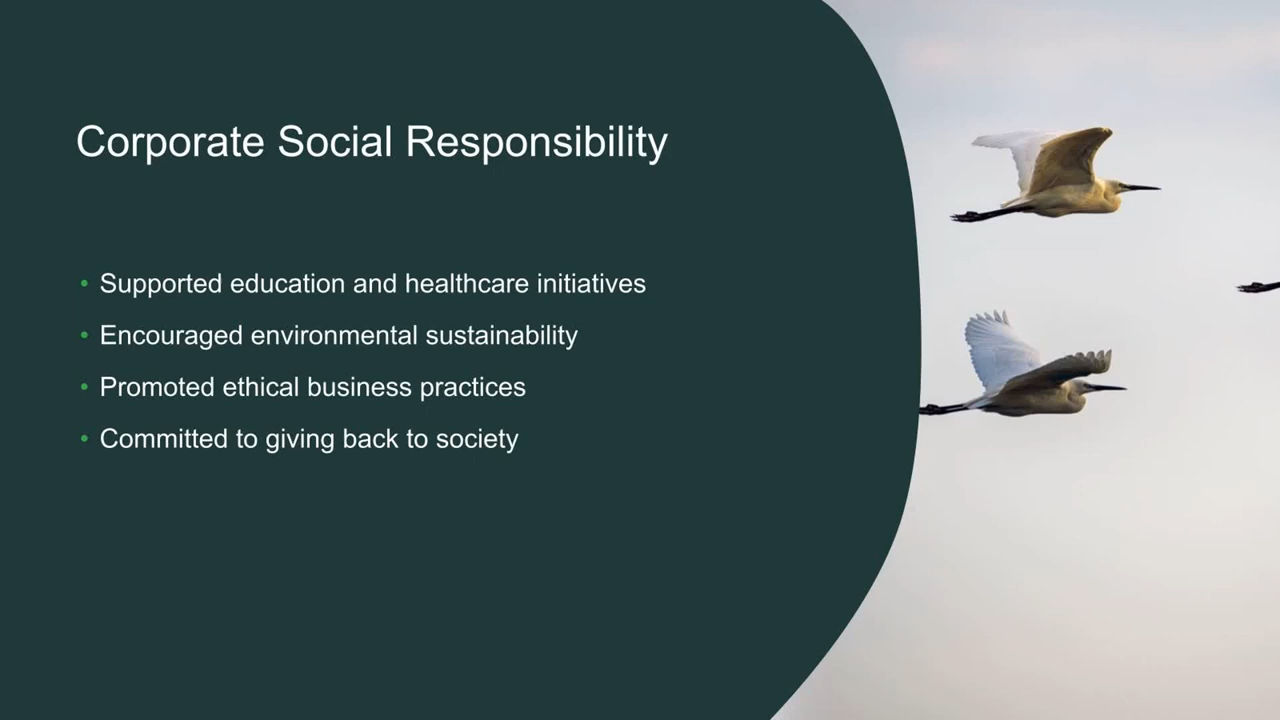 Corporate Social Responsibility
• Supported education and healthcare initiatives
• Encouraged environmental sustainability
• Promoted ethical business practices
• Committed to giving back to society